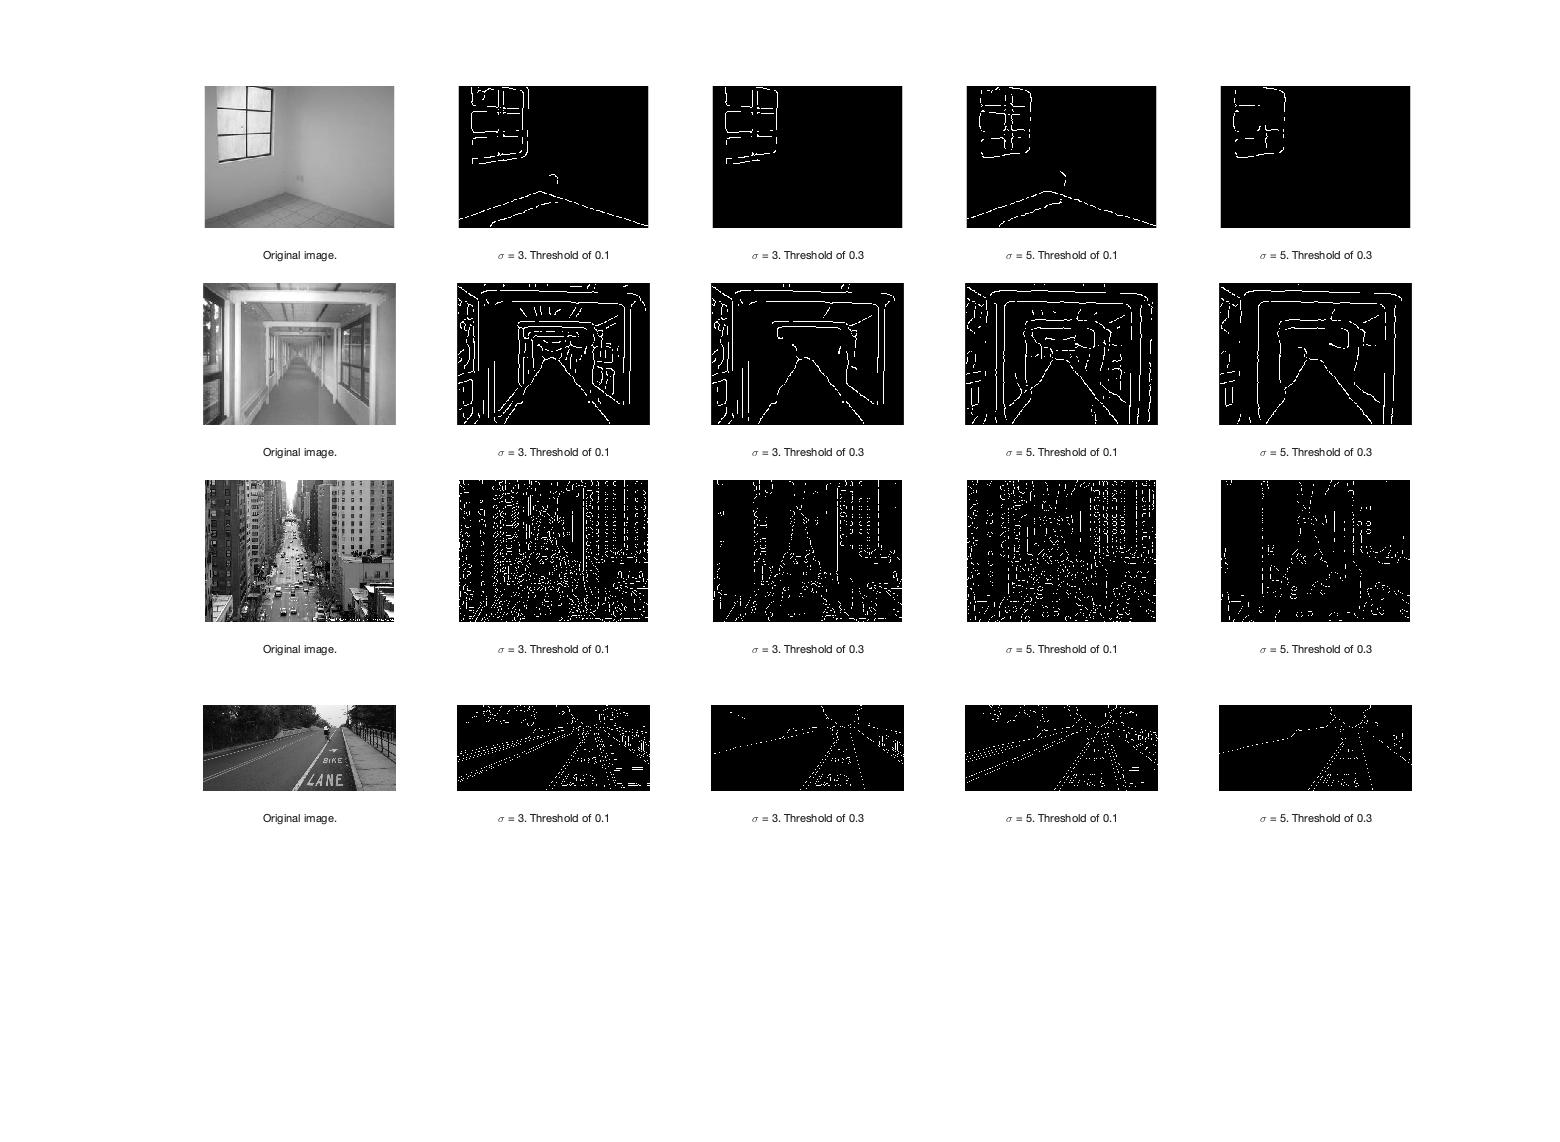 Original image.
σ = 3. Threshold of 0.1
σ = 3. Threshold of 0.3
σ = 5. Threshold of 0.1
σ = 5. Threshold of 0.3
Original image.
σ = 3. Threshold of 0.1
σ = 3. Threshold of 0.3
σ = 5. Threshold of 0.1
σ = 5. Threshold of 0.3
Original image.
σ = 3. Threshold of 0.1
σ = 3. Threshold of 0.3
σ = 5. Threshold of 0.1
σ = 5. Threshold of 0.3
BIKE
LANE
Original image.
σ = 3. Threshold of 0.1
σ = 3. Threshold of 0.3
σ = 5. Threshold of 0.1
σ = 5. Threshold of 0.3